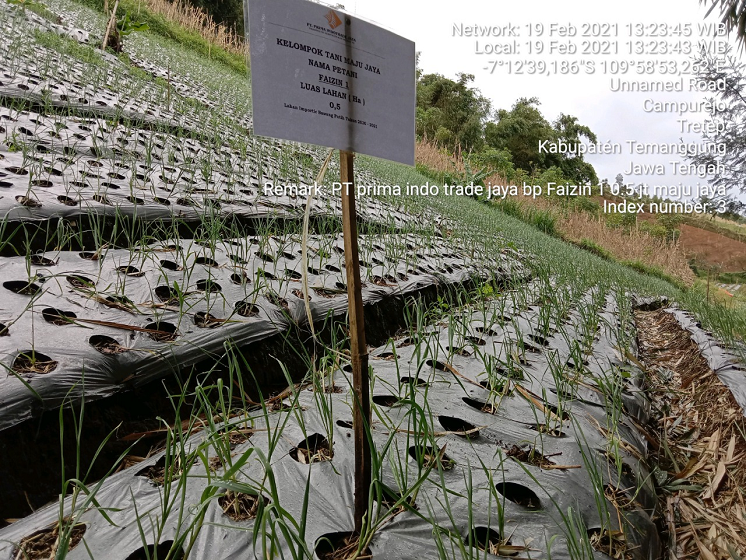 KELOMPOK TANI MAJU JAYA
NAMA PETANI
FAIZIN 1
LUAS LAHAN ( Ha )
0,5
Network: 19 Feb 2021 13:23:45 WIB
Local: 19 Feb 2021 13:23:43 WIB
-7°12'39,186"S 109°58'53,
Unnamed Road
Campurejo
Tretep
Kabupaten Temanggung
Jawa Tengah
Remark: PT prima indo trade jaya bp Faizin 1 0.5 jt maju jaya
Index number: 3